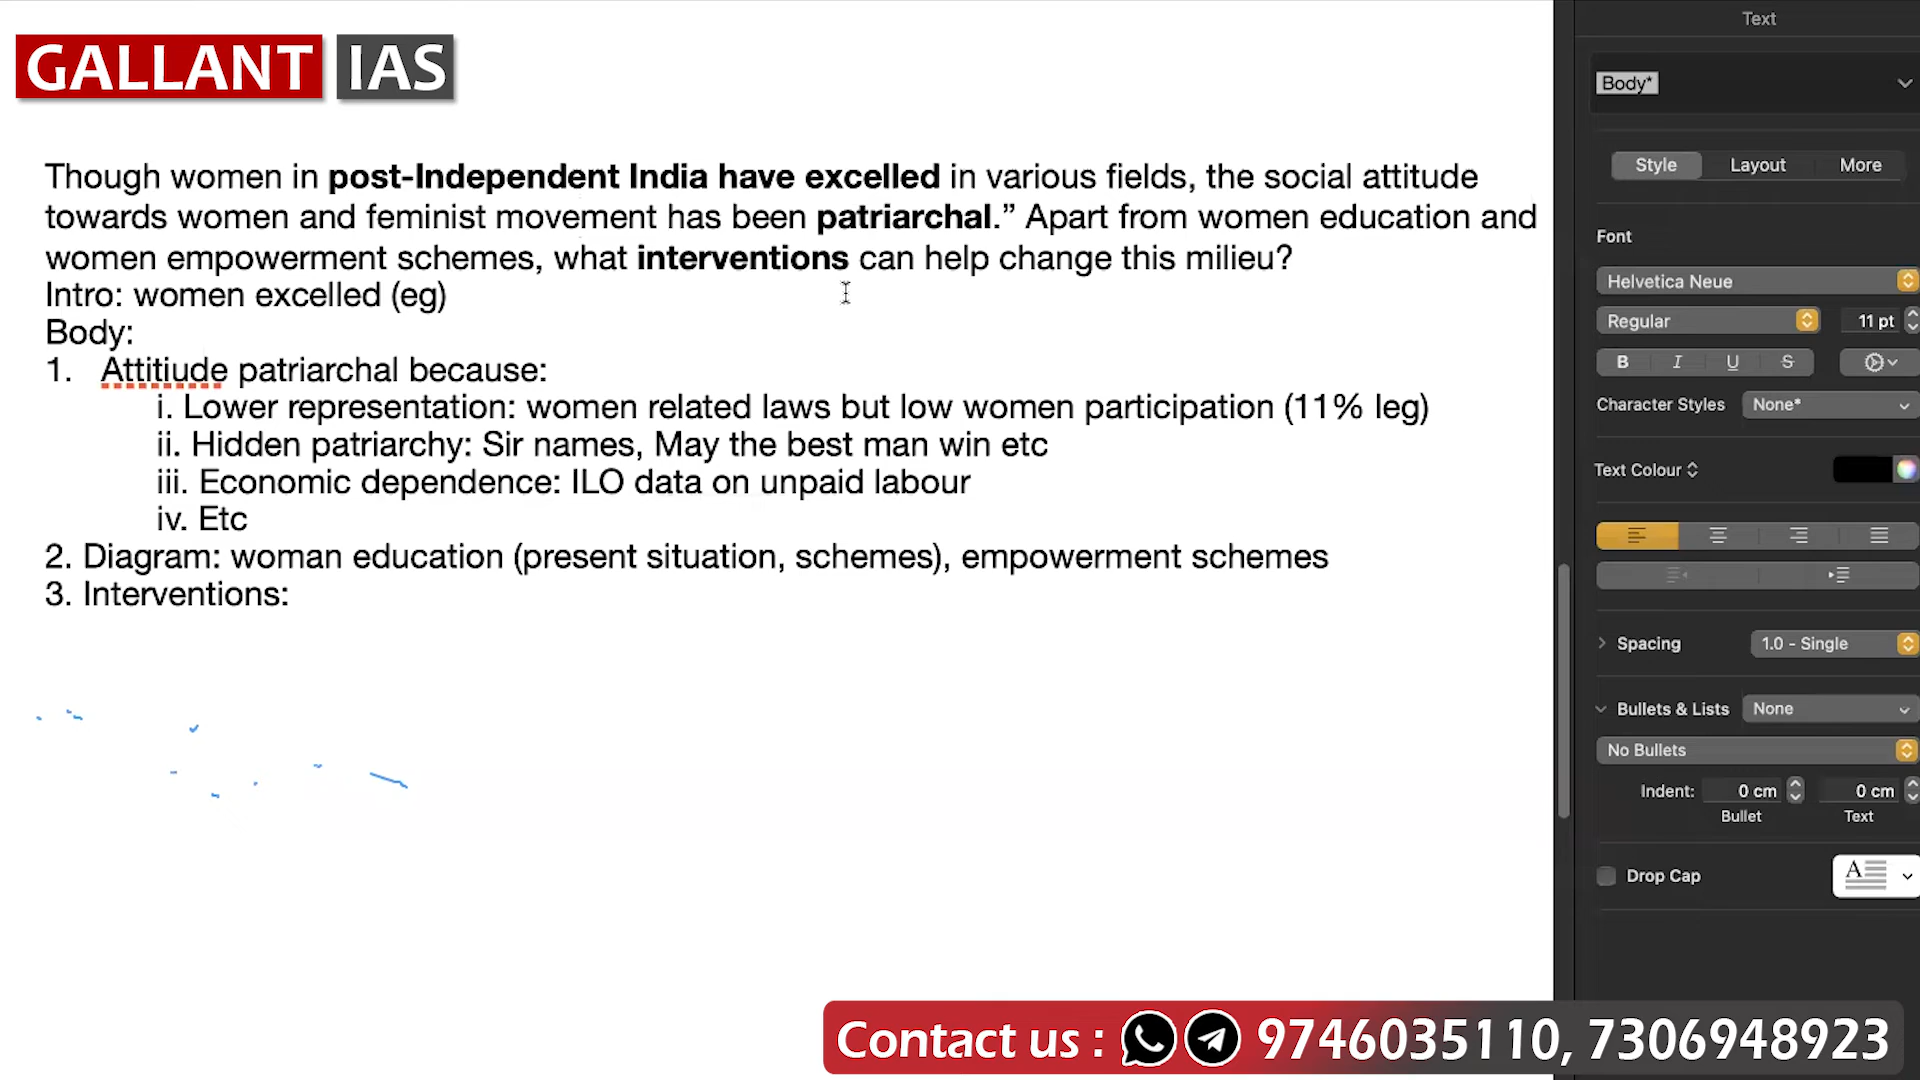 GALLANT IAS
Though women in post-Independent India have excelled in various fields, the social attitude
towards women and feminist movement has been patriarchal.” Apart from women education and
women empowerment schemes, what interventions can help change this milieu?
Intro: women excelled (eg)
Body:
1. Attitiude patriarchal because:
i. Lower representation: women related laws but low women participation (11% leg)
ii. Hidden patriarchy: Sir names, May the best man win etc
iii. Economic dependence: ILO data on unpaid labour
iv. Etc
2. Diagram: woman education (present situation, schemes), empowerment schemes
3. Interventions:
Contact us : 9746035110, 7306948923
Text
Body*
Style Layout More
Font
Helvetica Neue
Regular 11 pt
B I U S
Character Styles None*
Text Colour
Spacing 1.0 - Single
Bullets & Lists None
No Bullets
Indent: 0 cm 0 cm
Bullet Text
Drop Cap
A